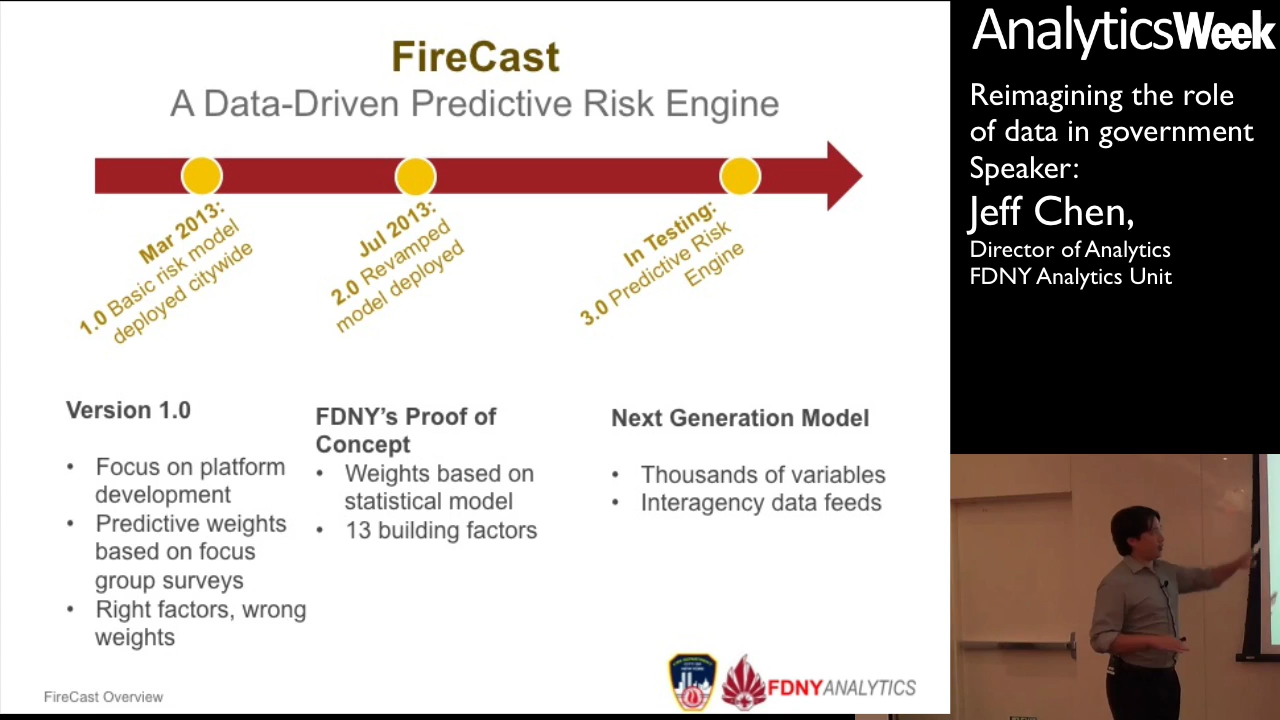 FireCast
A Data-Driven Predictive Risk Engine
Mar 2013:
1.0 Basic risk model
deployed citywide
Jul 2013:
2.0 Revamped
model deployed
In Testing:
3.0 Predictive Risk
Engine
Version 1.0
• Focus on platform
development
• Predictive weights
based on focus
group surveys
• Right factors, wrong
weights
FDNY's Proof of
Concept
• Weights based on
statistical model
• 13 building factors
Next Generation Model
• Thousands of variables
• Interagency data feeds
FireCast Overview
FDNYANALYTICS
AnalyticsWeek
Reimagining the role
of data in government
Speaker:
Jeff Chen,
Director of Analytics
FDNY Analytics Unit